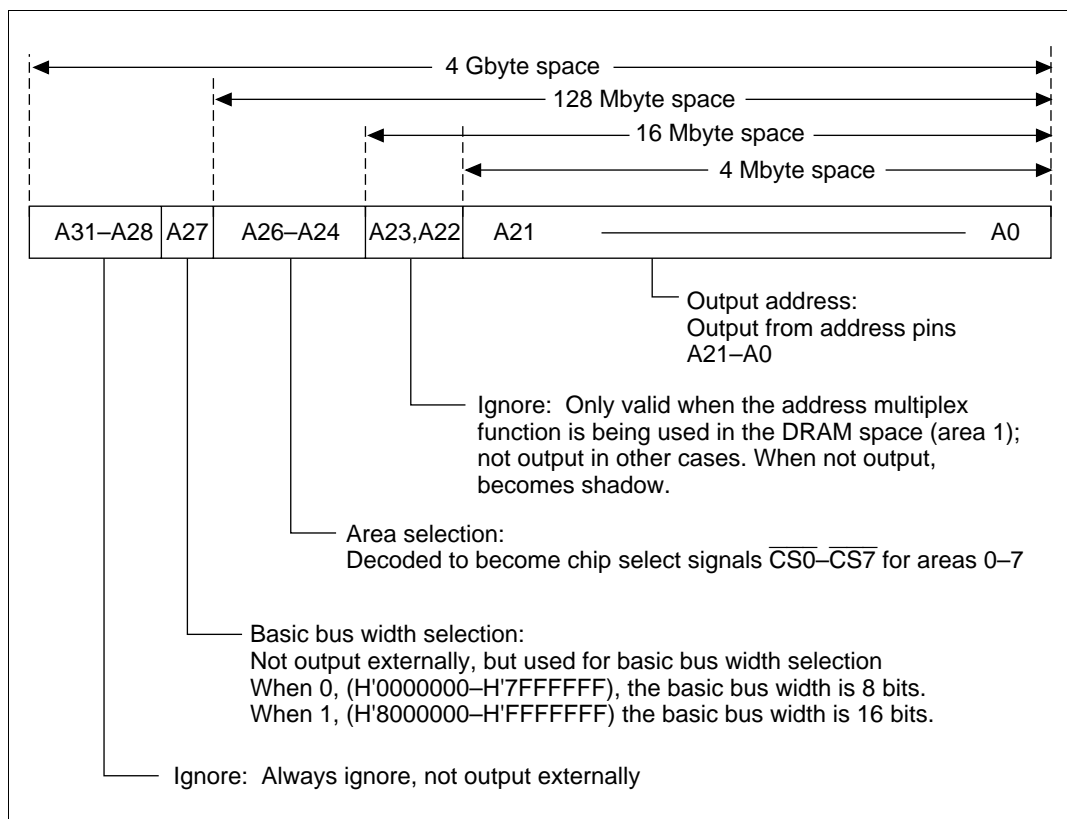 4 Gbyte space
128 Mbyte space
16 Mbyte space
4 Mbyte space
A31–A28 A27 A26–A24 A23,A22 A21 A0
Output address:
Output from address pins
A21–A0
Ignore: Only valid when the address multiplex
function is being used in the DRAM space (area 1);
not output in other cases. When not output,
becomes shadow.
Area selection:
Decoded to become chip select signals C̅S̅0̅–C̅S̅7̅ for areas 0–7
Basic bus width selection:
Not output externally, but used for basic bus width selection
When 0, (H'0000000–H'7FFFFFF), the basic bus width is 8 bits.
When 1, (H'8000000–H'FFFFFFF) the basic bus width is 16 bits.
Ignore: Always ignore, not output externally